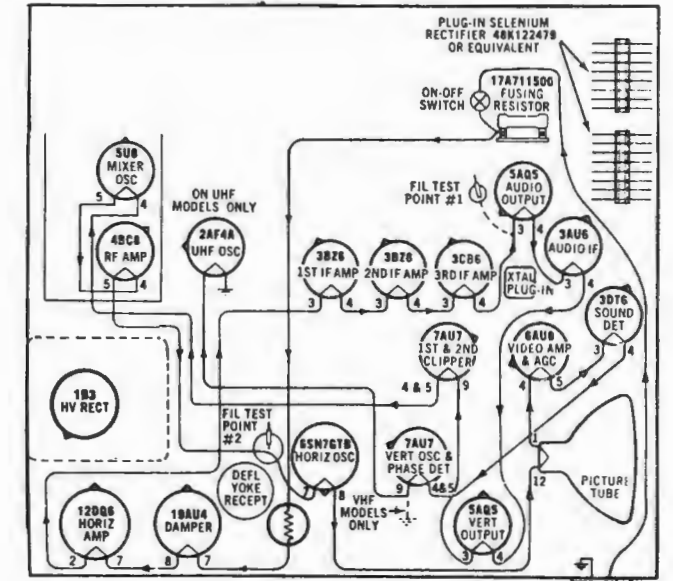 PLUG-IN SELENIUM
RECTIFIER 48K122479
OR EQUIVALENT
17A711500
FUSING
RESISTOR
ON-OFF
SWITCH
5U8
MIXER
OSC
5 4
4BC8
RF AMP
5 4
ON UHF
MODELS ONLY
2AF4A
UHF OSC
FIL TEST
POINT #1
5AQ5
AUDIO
OUTPUT
3 4
3AU6
AUDIO IF
3 4
3BZ6
1ST IF AMP
3 4
3BZ6
2ND IF AMP
3 4
3CB6
3RD IF AMP
3 4
XTAL
PLUG-IN
3DT6
SOUND
DET
3 4
7AU7
1ST & 2ND
CLIPPER
4 & 5 9
6AU8
VIDEO AMP
& AGC
4 5
1B3
HV RECT
FIL TEST
POINT
#2
6SN7GTB
HORIZ OSC
7 8
7AU7
VERT OSC &
PHASE DET
9 4&5
VHF
MODELS
ONLY
1
12
PICTURE
TUBE
DEFL
YOKE
RECEPT
12DQ6
HORIZ
AMP
2 7
19AU4
DAMPER
8 7
5AQ5
VERT
OUTPUT
3 4